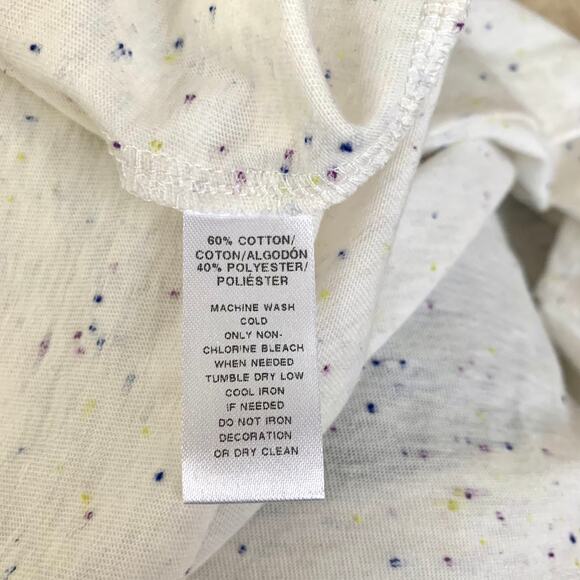 60% COTTON/
COTON/ALGODÓN
40% POLYESTER/
POLIÉSTER
MACHINE WASH
COLD
ONLY NON-
CHLORINE BLEACH
WHEN NEEDED
TUMBLE DRY LOW
COOL IRON
IF NEEDED
DO NOT IRON
DECORATION
OR DRY CLEAN